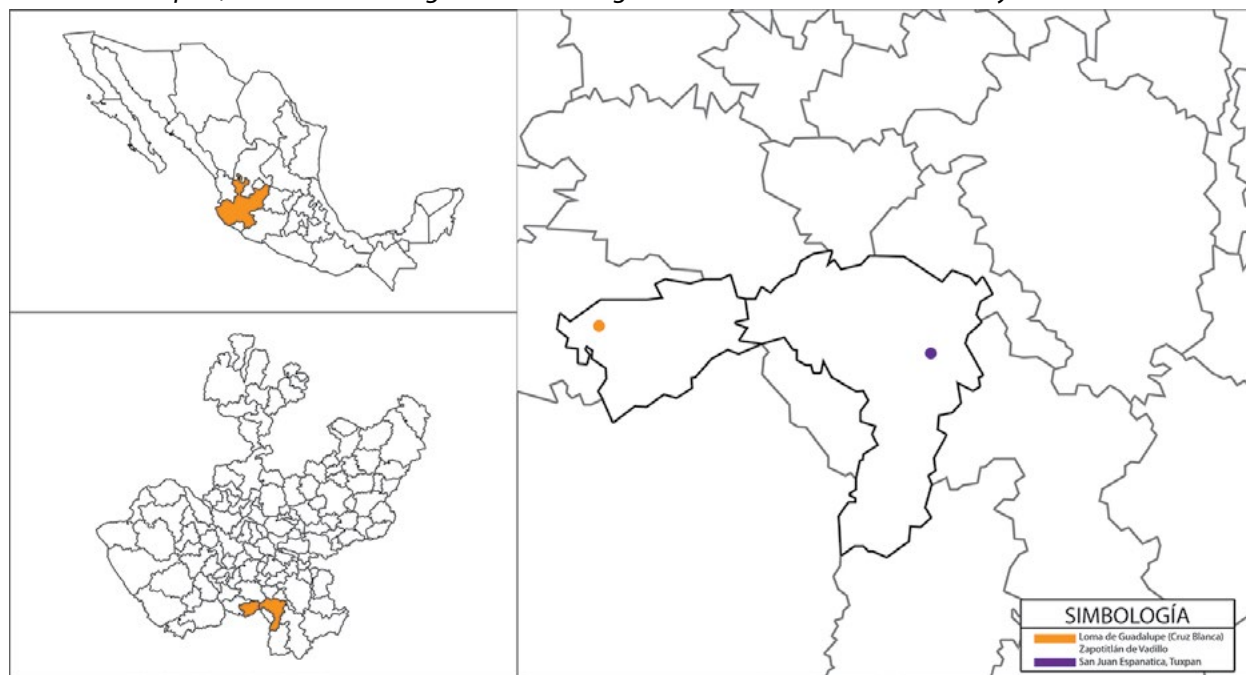 SIMBOLOGÍA
Loma de Guadalupe (Cruz Blanca)
Zapotitlán de Vadillo
San Juan Espanatica, Tuxpan